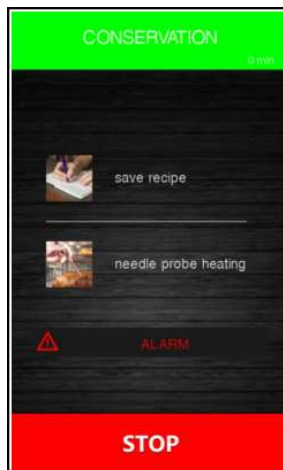 CONSERVATION
0 min
save recipe
needle probe heating
ALARM
STOP